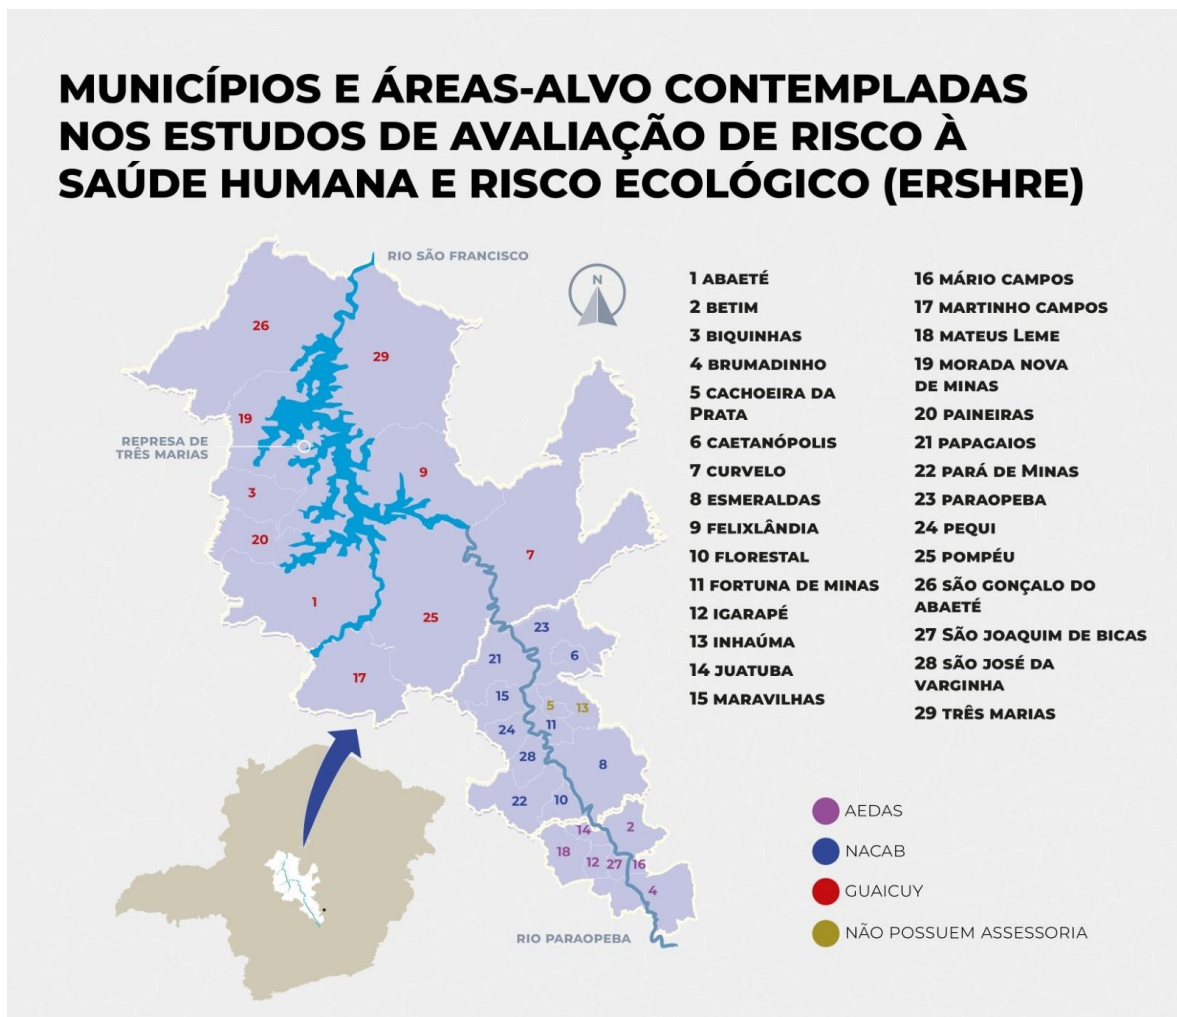 MUNICÍPIOS E ÁREAS-ALVO CONTEMPLADAS
NOS ESTUDOS DE AVALIAÇÃO DE RISCO À
SAÚDE HUMANA E RISCO ECOLÓGICO (ERSHRE)
RIO SÃO FRANCISCO
N
26
29
19
REPRESA DE
TRÊS MARIAS
9
3
20
7
1
25
23
21
6
17
15
5
13
24
11
28
8
22
10
14
2
18
12
27
16
4
RIO PARAOPEBA
1 ABAETÉ
2 BETIM
3 BIQUINHAS
4 BRUMADINHO
5 CACHOEIRA DA
PRATA
6 CAETANÓPOLIS
7 CURVELO
8 ESMERALDAS
9 FELIXLÂNDIA
10 FLORESTAL
11 FORTUNA DE MINAS
12 IGARAPÉ
13 INHAÚMA
14 JUATUBA
15 MARAVILHAS
16 MÁRIO CAMPOS
17 MARTINHO CAMPOS
18 MATEUS LEME
19 MORADA NOVA
DE MINAS
20 PAINEIRAS
21 PAPAGAIOS
22 PARÁ DE MINAS
23 PARAOPEBA
24 PEQUI
25 POMPÉU
26 SÃO GONÇALO DO
ABAETÉ
27 SÃO JOAQUIM DE BICAS
28 SÃO JOSÉ DA
VARGINHA
29 TRÊS MARIAS
AEDAS
NACAB
GUAICUY
NÃO POSSUEM ASSESSORIA